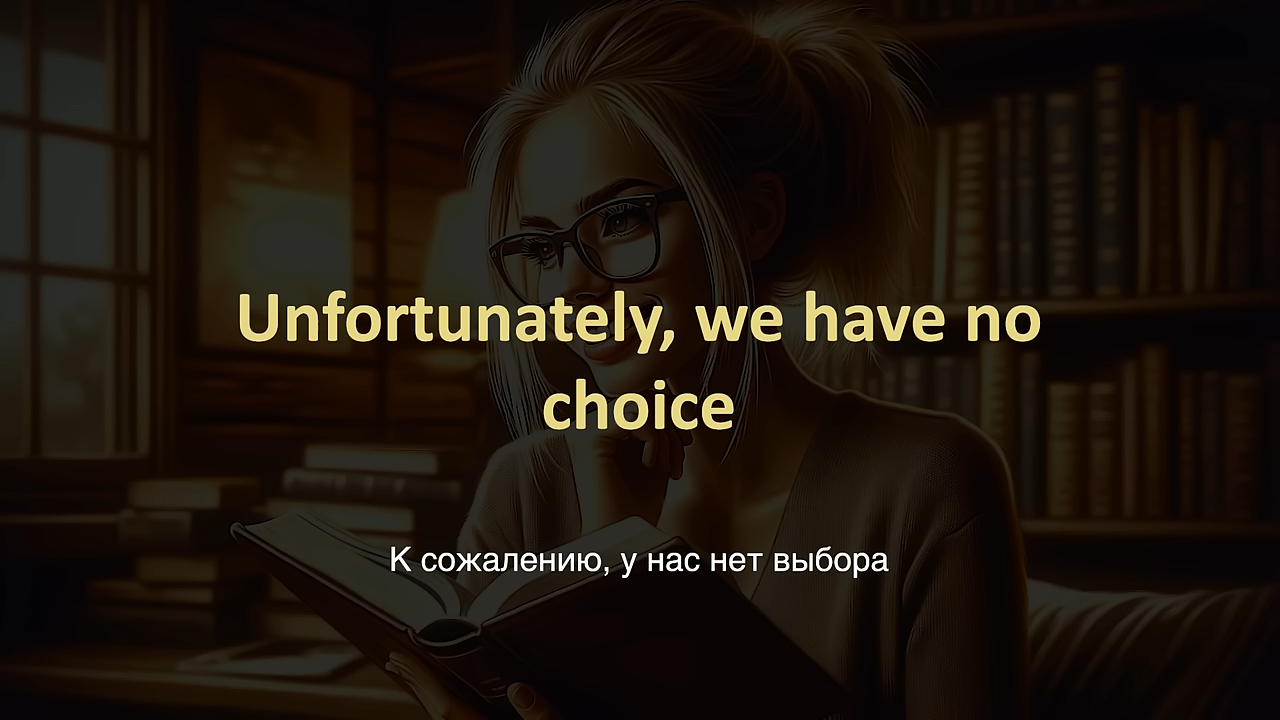 Unfortunately, we have no
choice
К сожалению, у нас нет выбора